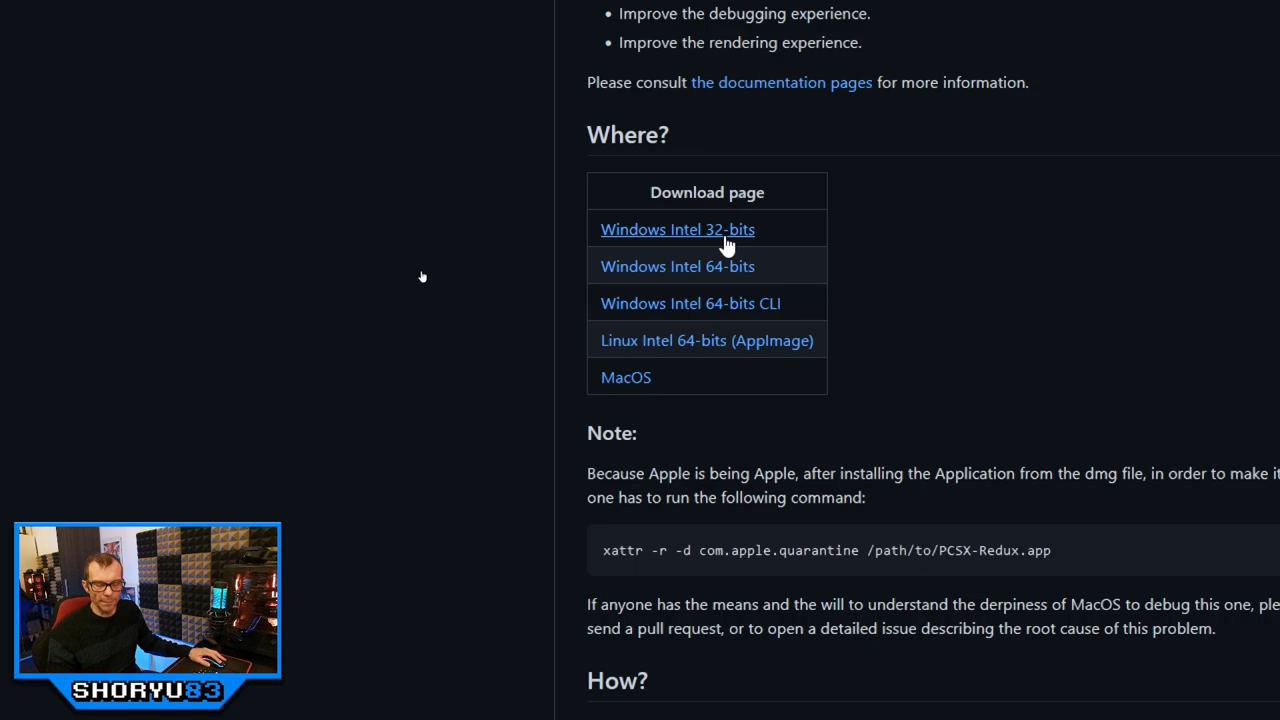 Improve the debugging experience.
Improve the rendering experience.
Please consult the documentation pages for more information.
Where?
Download page
Windows Intel 32-bits
Windows Intel 64-bits
Windows Intel 64-bits CLI
Linux Intel 64-bits (AppImage)
MacOS
Note:
Because Apple is being Apple, after installing the Application from the dmg file, in order to make it
one has to run the following command:
xattr -r -d com.apple.quarantine /path/to/PCSX-Redux.app
If anyone has the means and the will to understand the derpiness of MacOS to debug this one, ple
send a pull request, or to open a detailed issue describing the root cause of this problem.
How?
SHORYU83